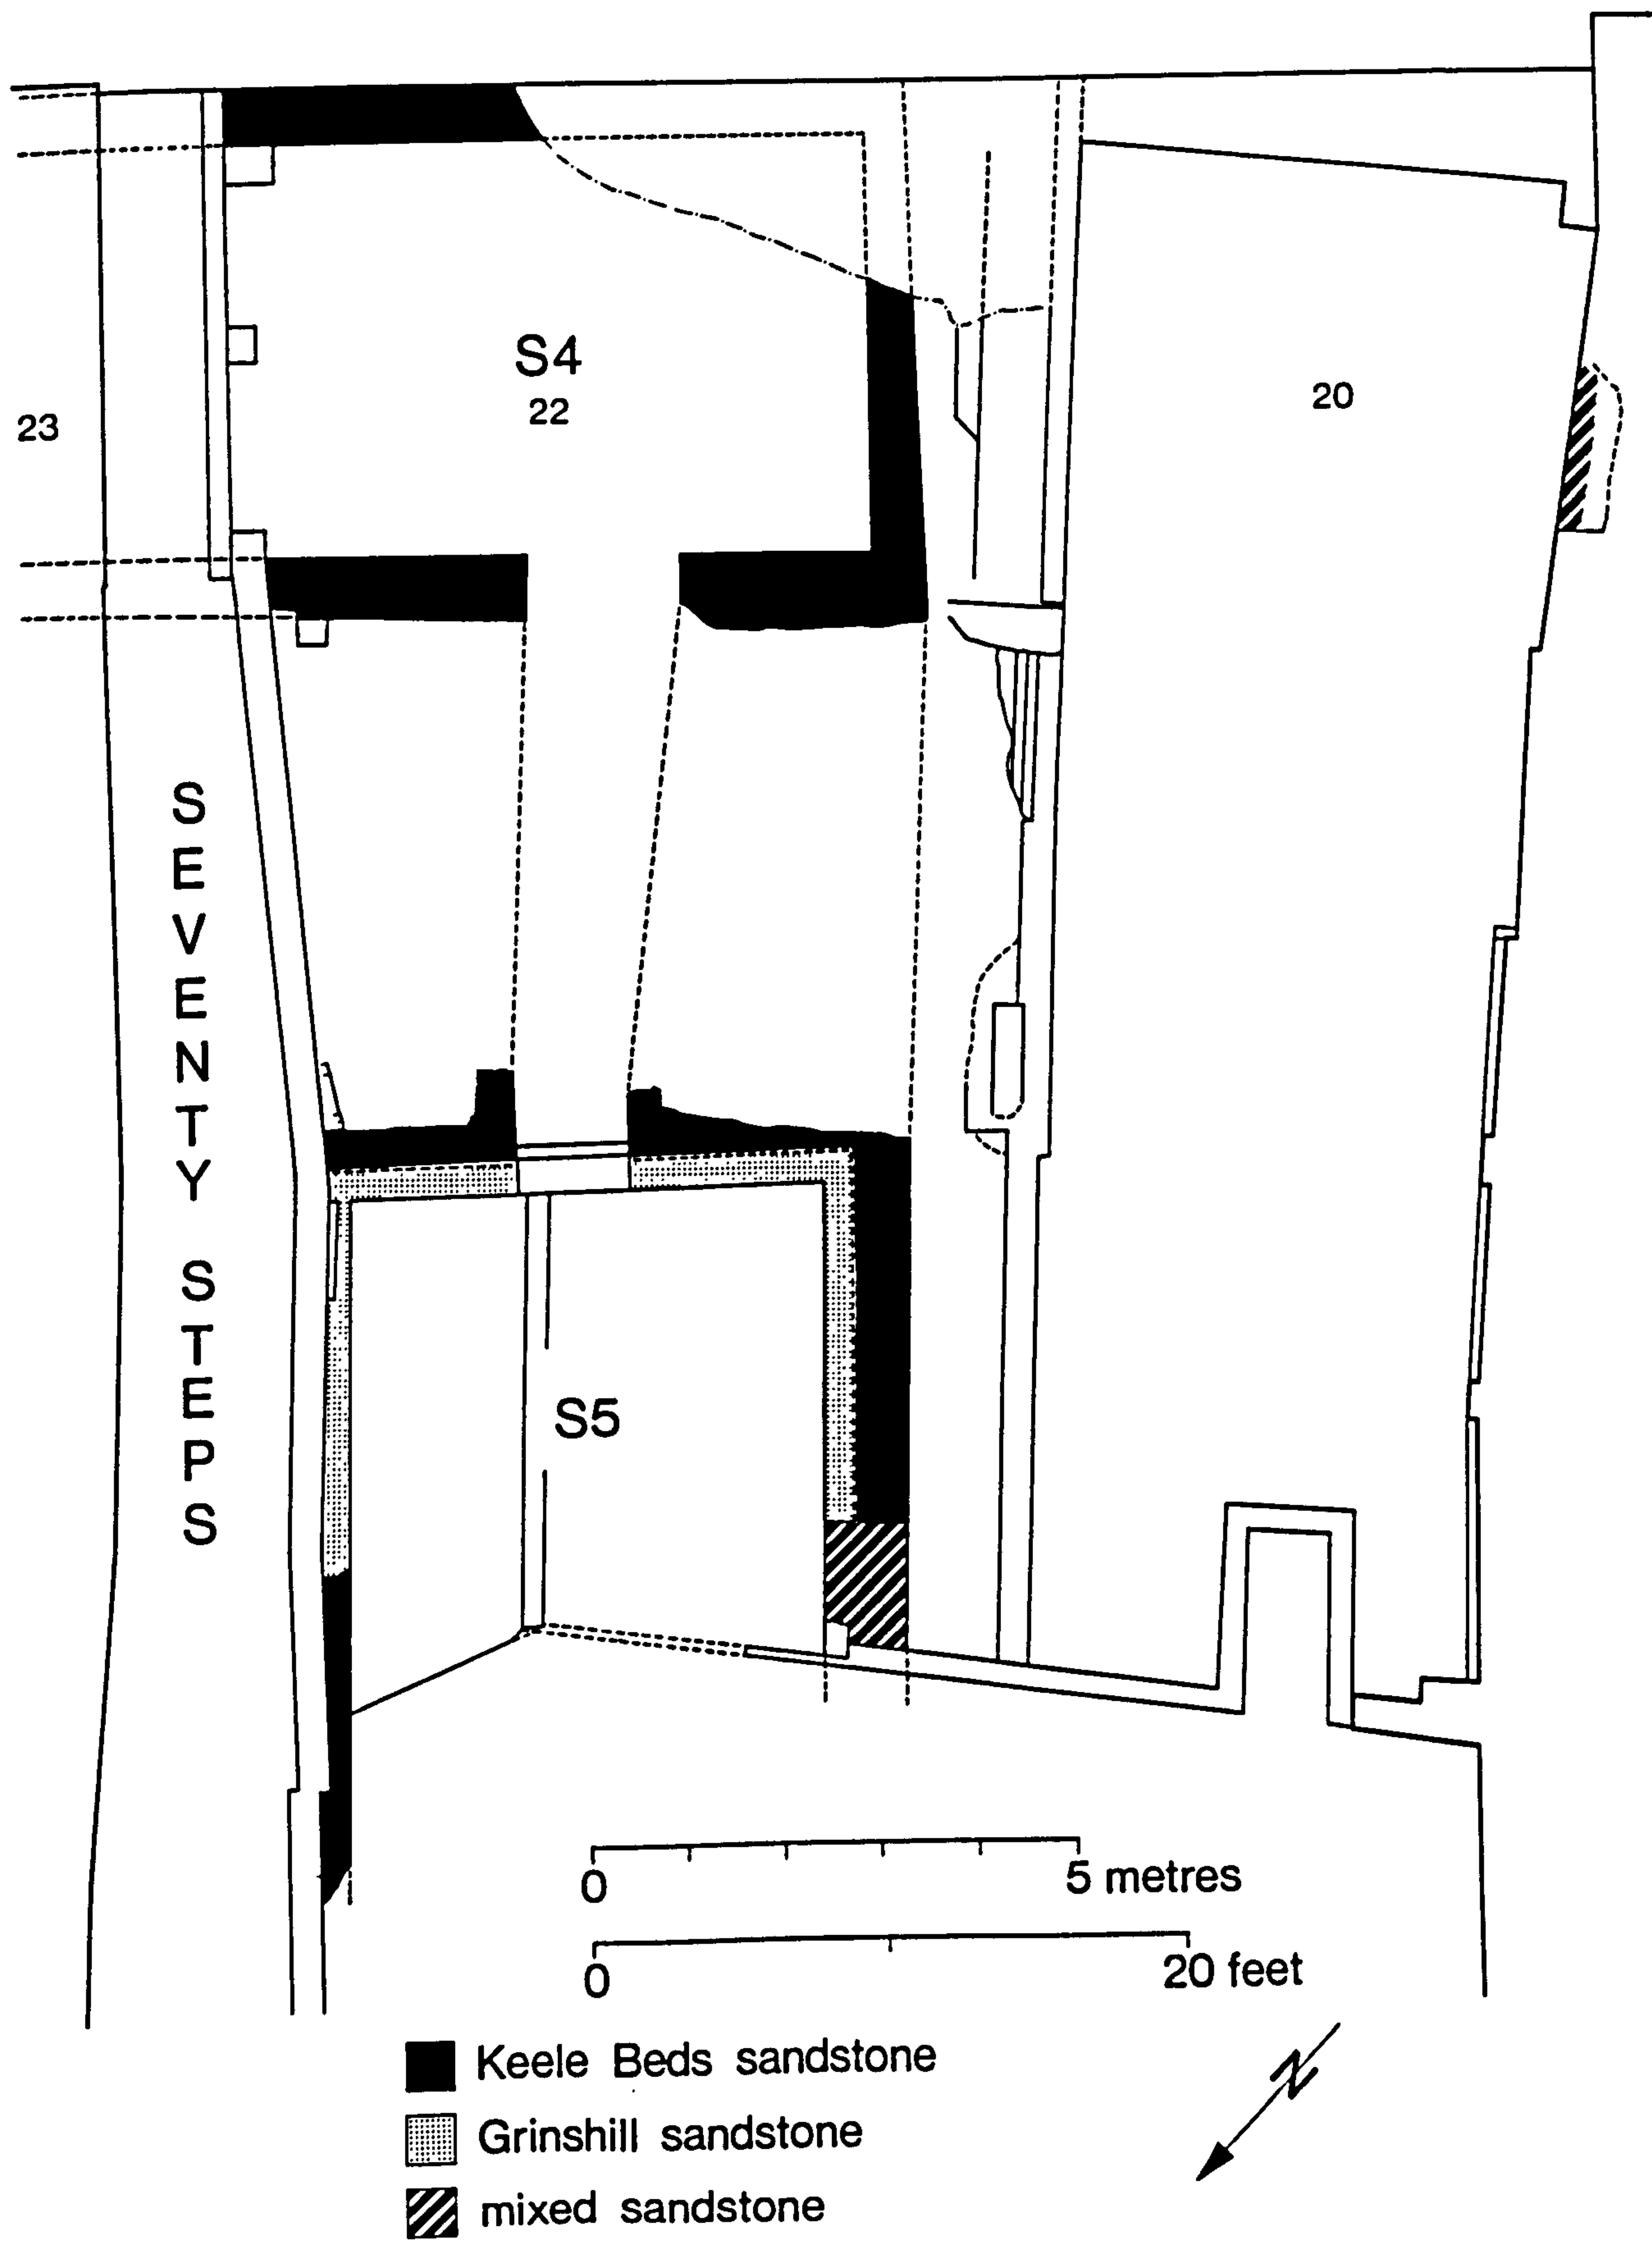 S4
22
20
23
SEVENTY STEPS
S5
0 5 metres
0 20 feet
Keele Beds sandstone
Grinshill sandstone
mixed sandstone
N